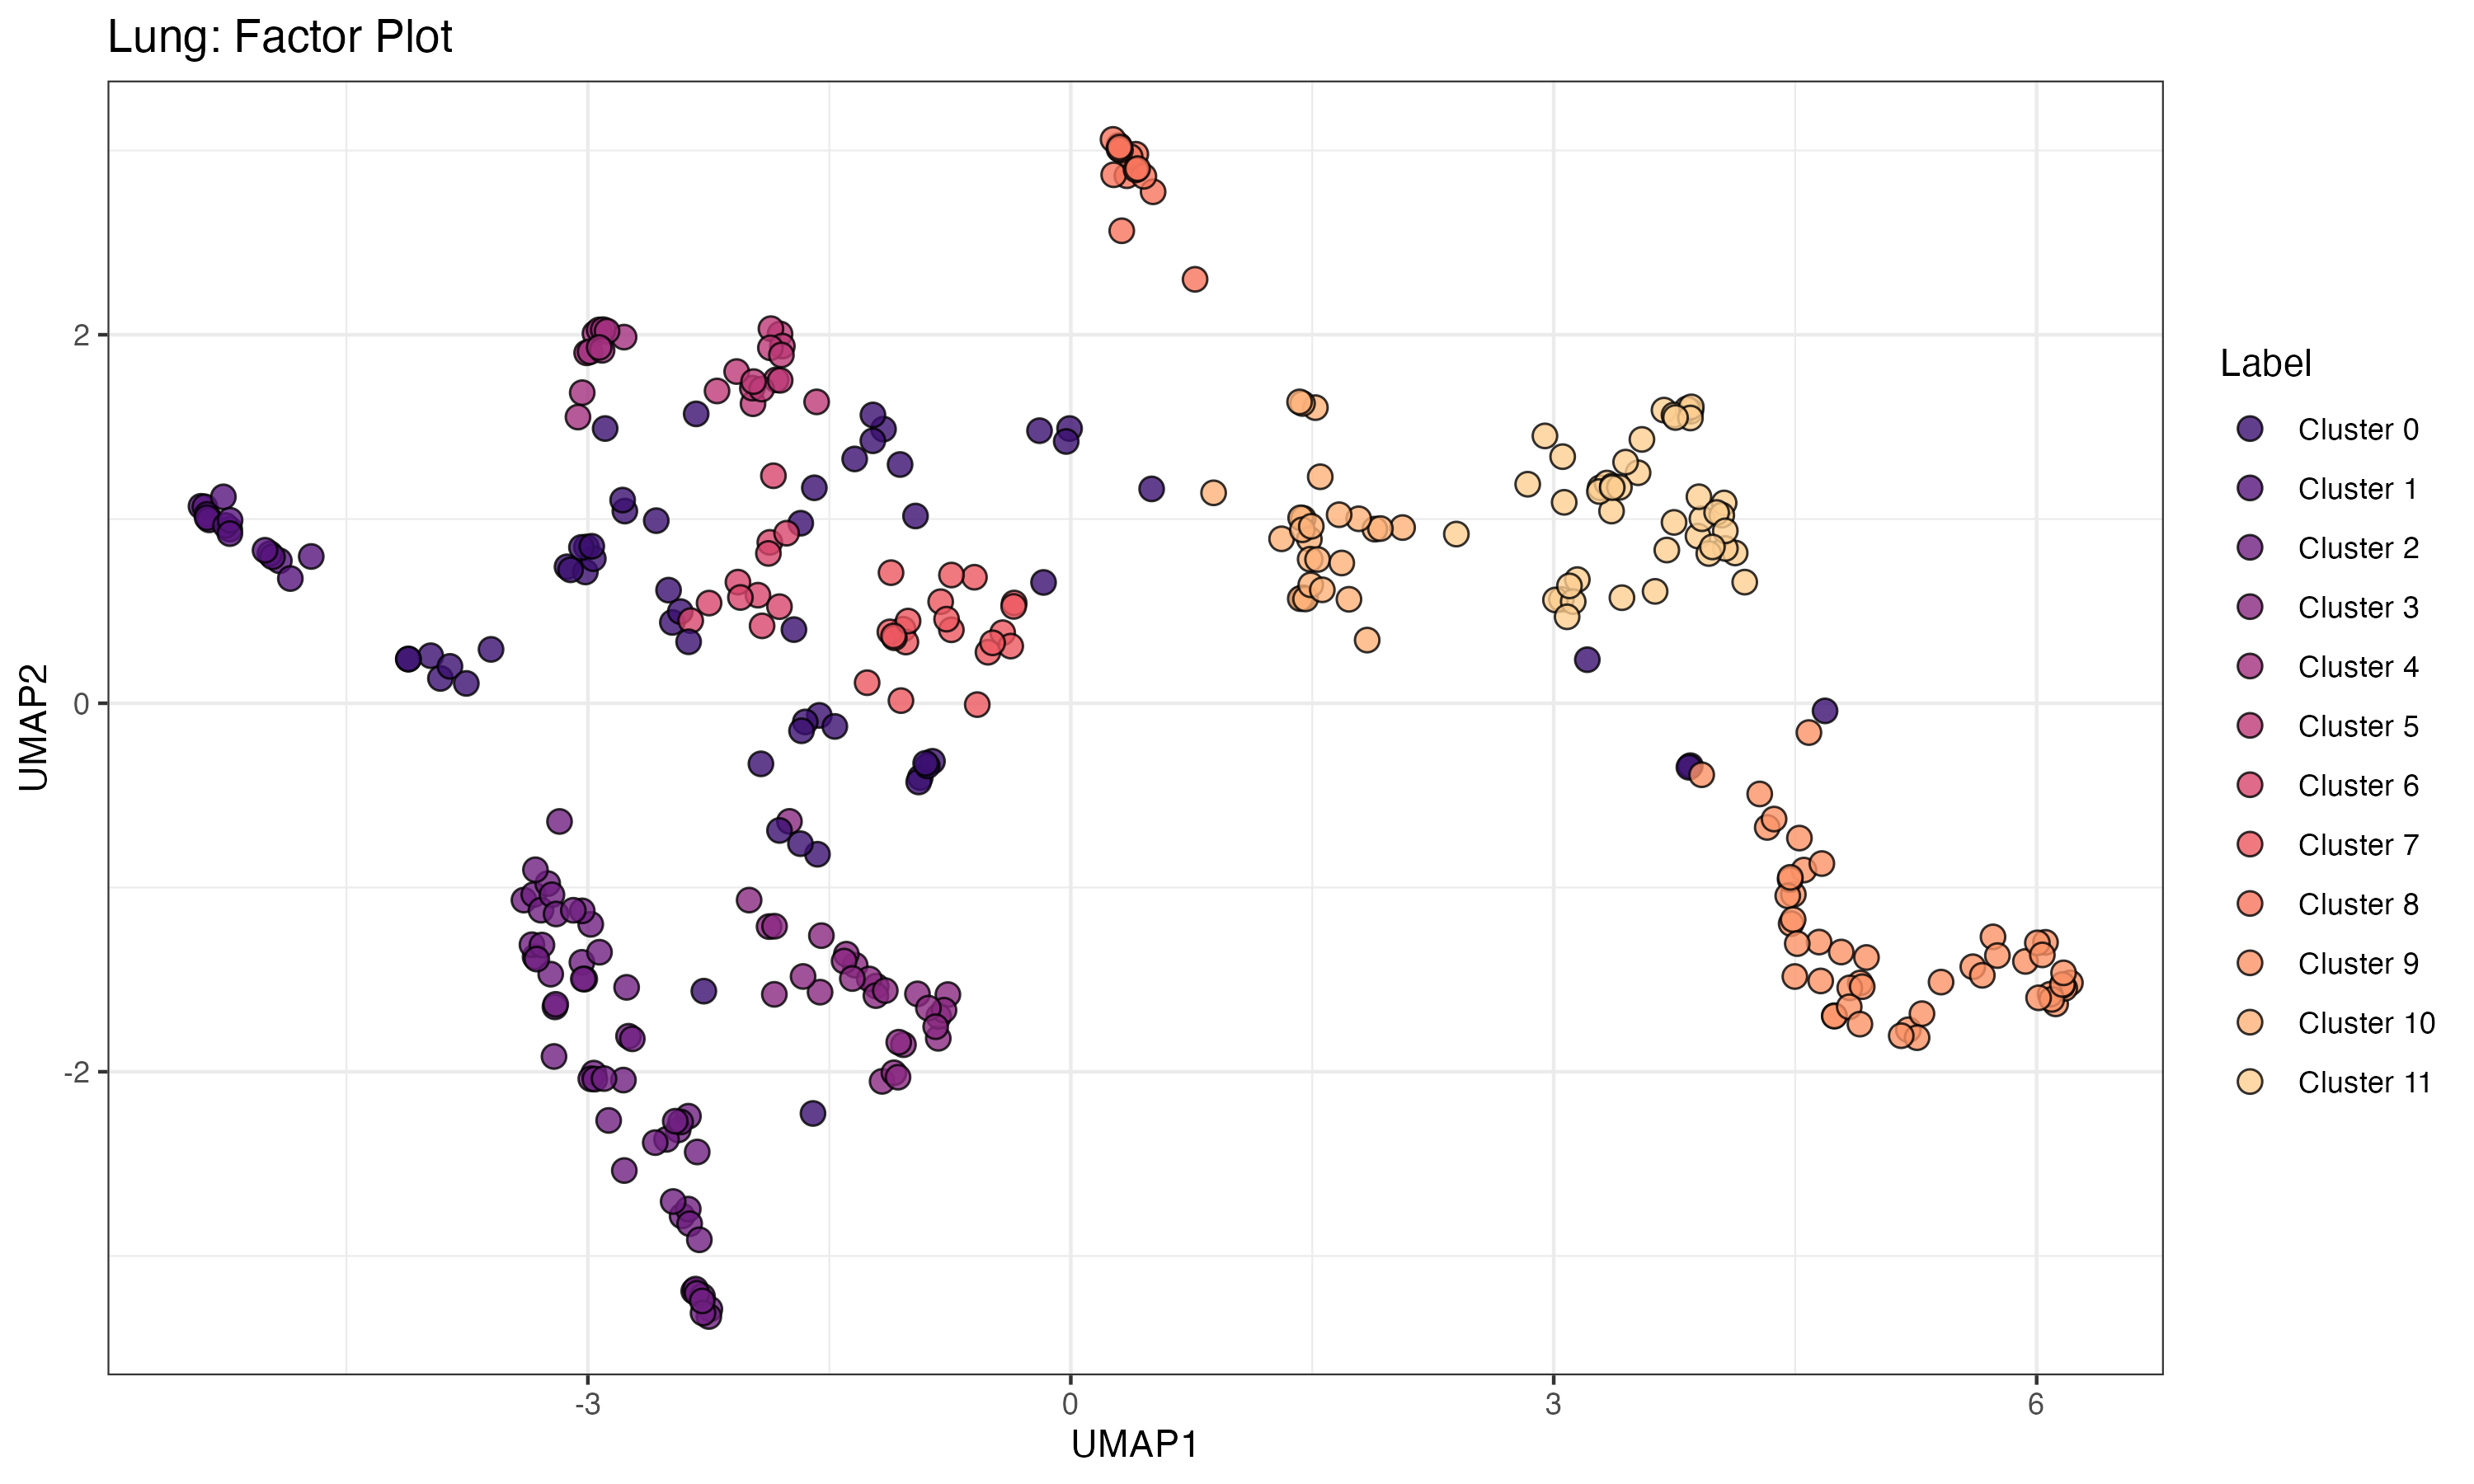 Lung: Factor Plot
2
0
-2
UMAP2
-3
0
3
6
UMAP1
Label
Cluster 0
Cluster 1
Cluster 2
Cluster 3
Cluster 4
Cluster 5
Cluster 6
Cluster 7
Cluster 8
Cluster 9
Cluster 10
Cluster 11